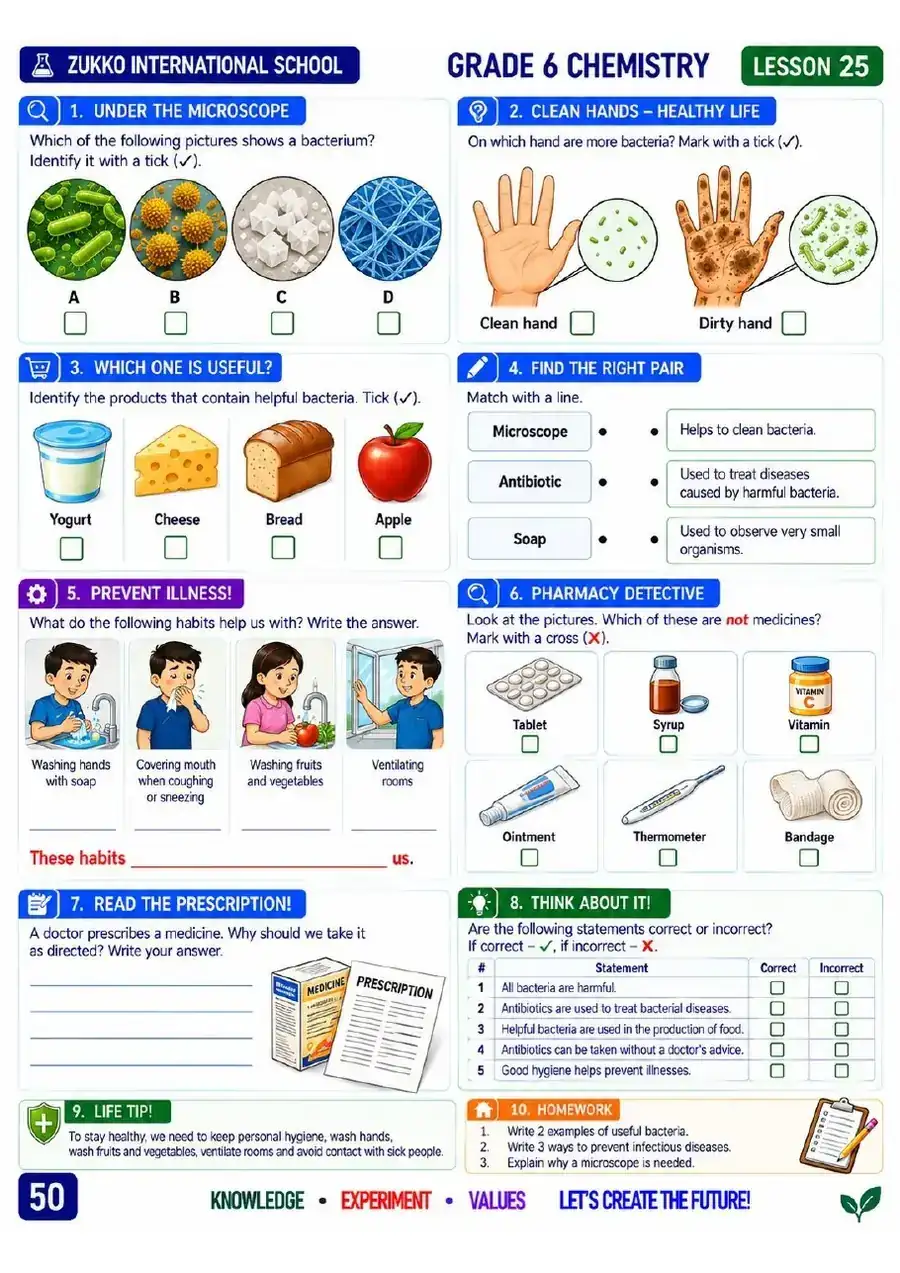 ZUKKO INTERNATIONAL SCHOOL
GRADE 6 CHEMISTRY
LESSON 25
1. UNDER THE MICROSCOPE
Which of the following pictures shows a bacterium?
Identify it with a tick (✓).
A
B
C
D
2. CLEAN HANDS – HEALTHY LIFE
On which hand are more bacteria? Mark with a tick (✓).
Clean hand
Dirty hand
3. WHICH ONE IS USEFUL?
Identify the products that contain helpful bacteria. Tick (✓).
Yogurt
Cheese
Bread
Apple
4. FIND THE RIGHT PAIR
Match with a line.
Microscope
Helps to clean bacteria.
Antibiotic
Used to treat diseases
caused by harmful bacteria.
Soap
Used to observe very small
organisms.
5. PREVENT ILLNESS!
What do the following habits help us with? Write the answer.
Washing hands
with soap
Covering mouth
when coughing
or sneezing
Washing fruits
and vegetables
Ventilating
rooms
These habits ______________________________ us.
6. PHARMACY DETECTIVE
Look at the pictures. Which of these are not medicines?
Mark with a cross (X).
Tablet
Syrup
VITAMIN
C
Vitamin
Ointment
Thermometer
Bandage
7. READ THE PRESCRIPTION!
A doctor prescribes a medicine. Why should we take it
as directed? Write your answer.
MEDICINE
PRESCRIPTION
8. THINK ABOUT IT!
Are the following statements correct or incorrect?
If correct – ✓, if incorrect – X.
# Statement Correct Incorrect
1 All bacteria are harmful.
2 Antibiotics are used to treat bacterial diseases.
3 Helpful bacteria are used in the production of food.
4 Antibiotics can be taken without a doctor's advice.
5 Good hygiene helps prevent illnesses.
9. LIFE TIP!
To stay healthy, we need to keep personal hygiene, wash hands,
wash fruits and vegetables, ventilate rooms and avoid contact with sick people.
10. HOMEWORK
1. Write 2 examples of useful bacteria.
2. Write 3 ways to prevent infectious diseases.
3. Explain why a microscope is needed.
50
KNOWLEDGE • EXPERIMENT • VALUES LET'S CREATE THE FUTURE!